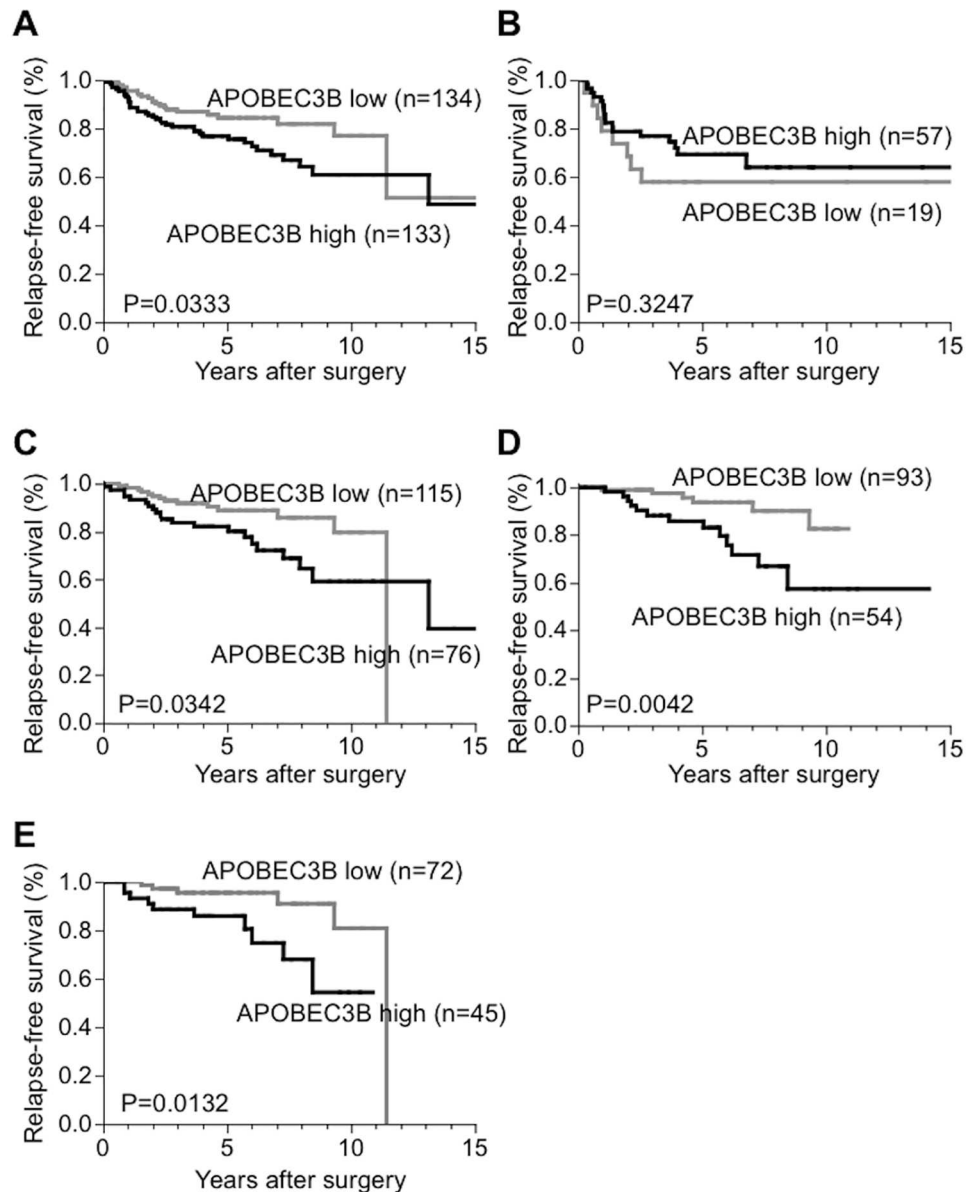 A
Relapse-free survival (%)
1.0
0.8
0.6
0.4
0.2
0.0
APOBEC3B low (n=134)
APOBEC3B high (n=133)
P=0.0333
0 5 10 15
Years after surgery
B
Relapse-free survival (%)
1.0
0.8
0.6
0.4
0.2
0.0
APOBEC3B high (n=57)
APOBEC3B low (n=19)
P=0.3247
0 5 10 15
Years after surgery
C
Relapse-free survival (%)
1.0
0.8
0.6
0.4
0.2
0.0
APOBEC3B low (n=115)
APOBEC3B high (n=76)
P=0.0342
0 5 10 15
Years after surgery
D
Relapse-free survival (%)
1.0
0.8
0.6
0.4
0.2
0.0
APOBEC3B low (n=93)
APOBEC3B high (n=54)
P=0.0042
0 5 10 15
Years after surgery
E
Relapse-free survival (%)
1.0
0.8
0.6
0.4
0.2
0.0
APOBEC3B low (n=72)
APOBEC3B high (n=45)
P=0.0132
0 5 10 15
Years after surgery